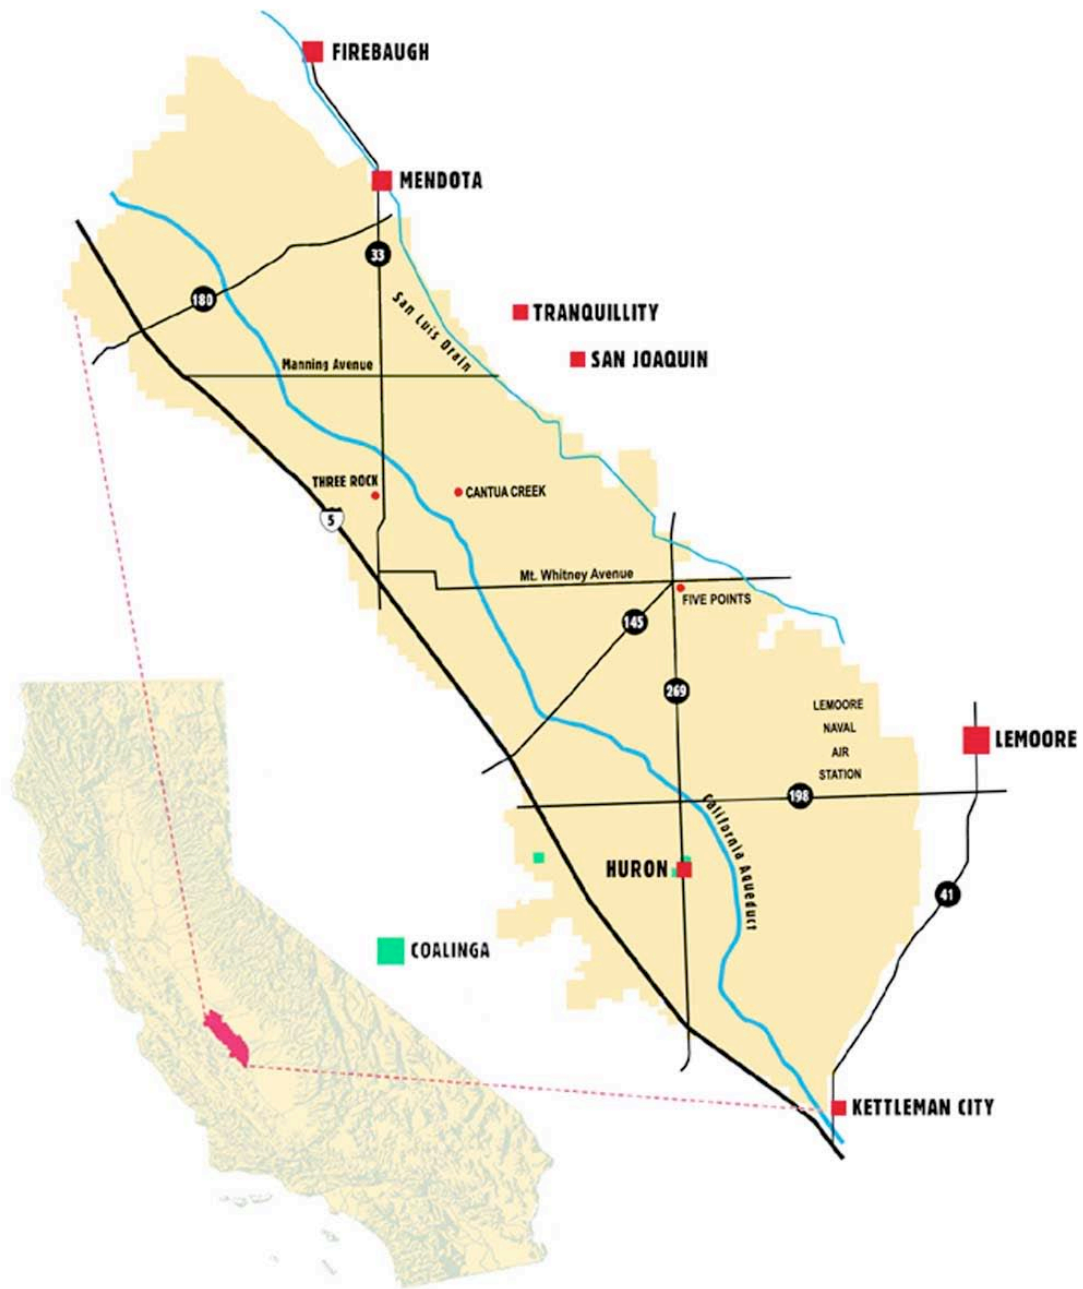 FIREBAUGH
MENDOTA
33
180
San Luis Drain
TRANQUILLITY
SAN JOAQUIN
Manning Avenue
THREE ROCK
CANTUA CREEK
5
Mt. Whitney Avenue
FIVE POINTS
145
269
LEMOORE
NAVAL
AIR
STATION
LEMOORE
198
California Aqueduct
HURON
41
COALINGA
KETTLEMAN CITY